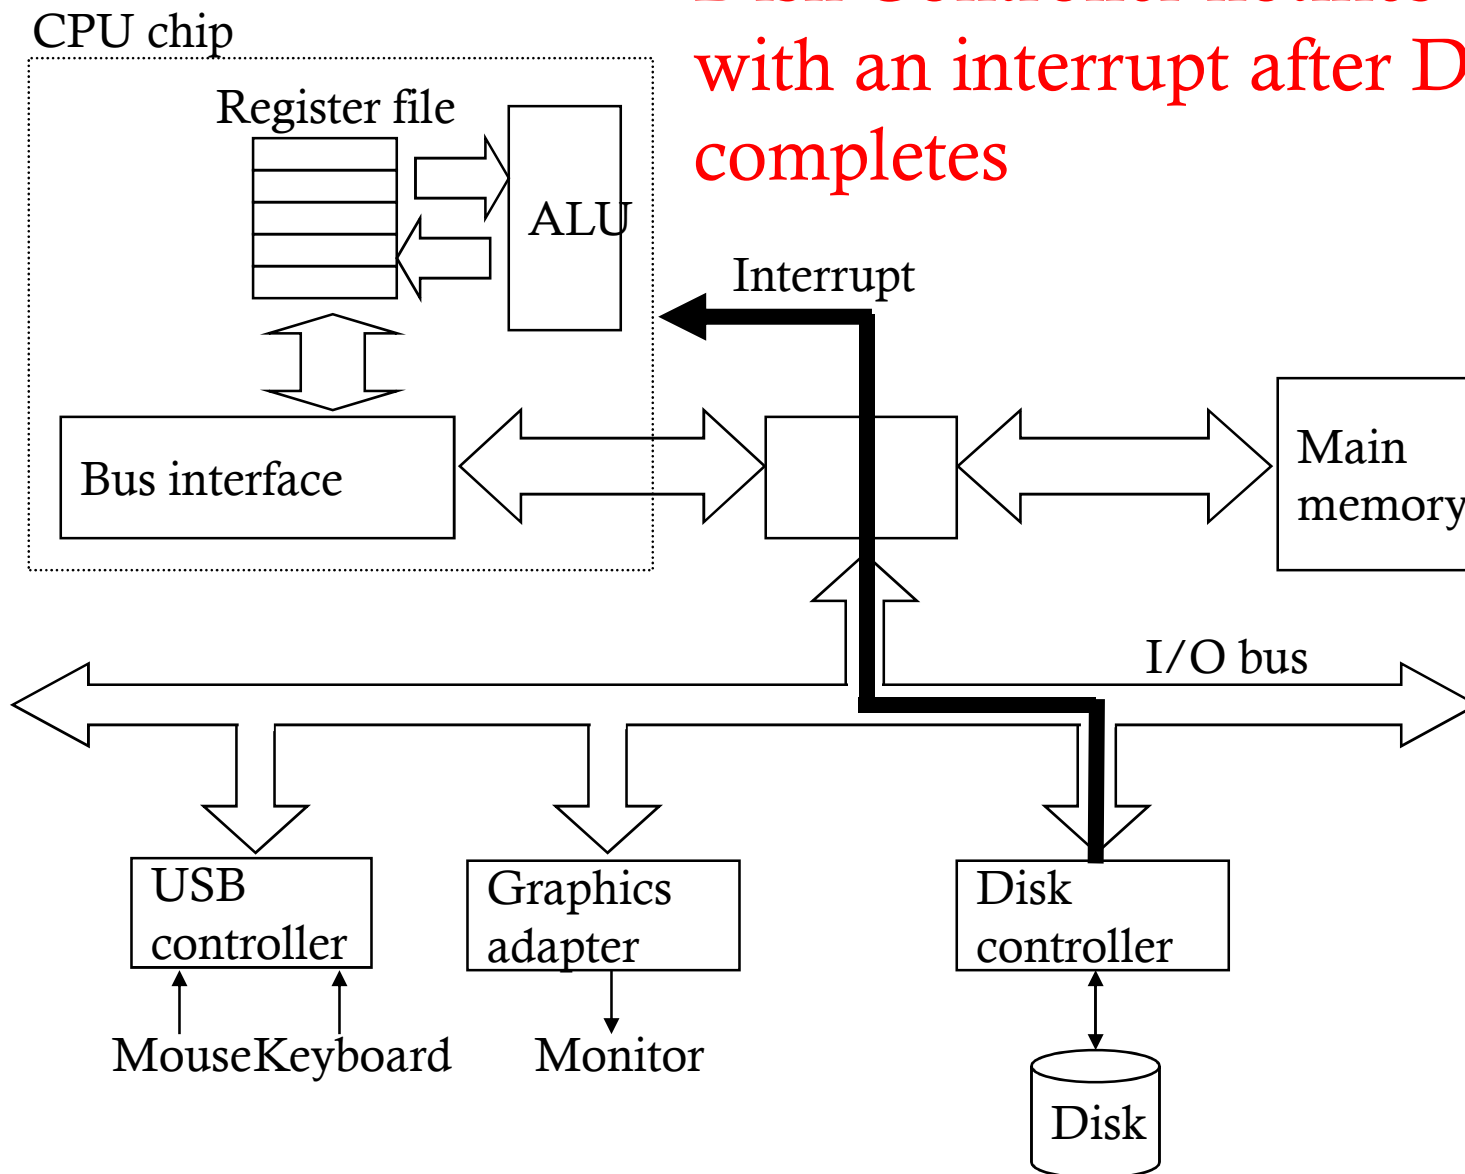 CPU chip
with an interrupt after D
completes
Register file
ALU
Interrupt
Bus interface
Main
memory
I/O bus
USB
controller
Graphics
adapter
Disk
controller
Mouse Keyboard
Monitor
Disk